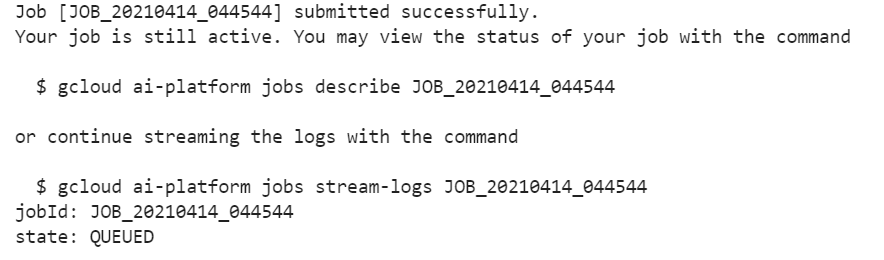 Job [JOB_20210414_044544] submitted successfully.
Your job is still active. You may view the status of your job with the command
$ gcloud ai-platform jobs describe JOB_20210414_044544
or continue streaming the logs with the command
$ gcloud ai-platform jobs stream-logs JOB_20210414_044544
jobId: JOB_20210414_044544
state: QUEUED